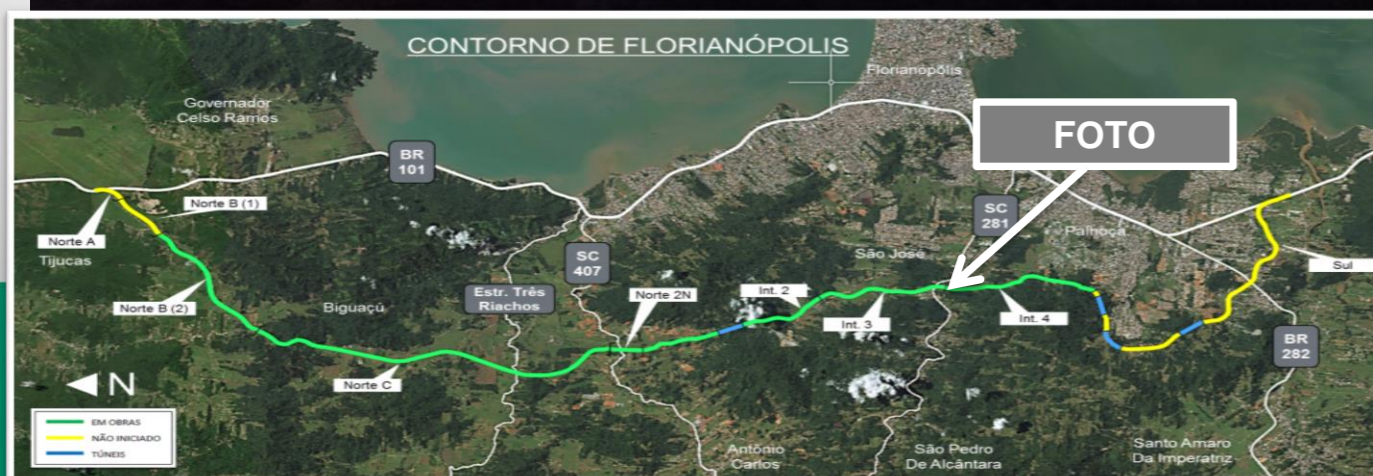 CONTORNO DE FLORIANÓPOLIS
Florianópolis
Governador
Celso Ramos
FOTO
BR
101
Norte B (1)
Norte A
Tijucas
SC
281
Palhoça
São José
Sul
SC
407
Estr. Três
Riachos
Norte 2N
Int. 2
Norte B (2)
Biguaçú
Int. 3
Int. 4
BR
282
N
Norte C
EM OBRAS
NÃO INICIADO
TÚNEIS
Antônio
Carlos
São Pedro
De Alcântara
Santo Amaro
Da Imperatriz